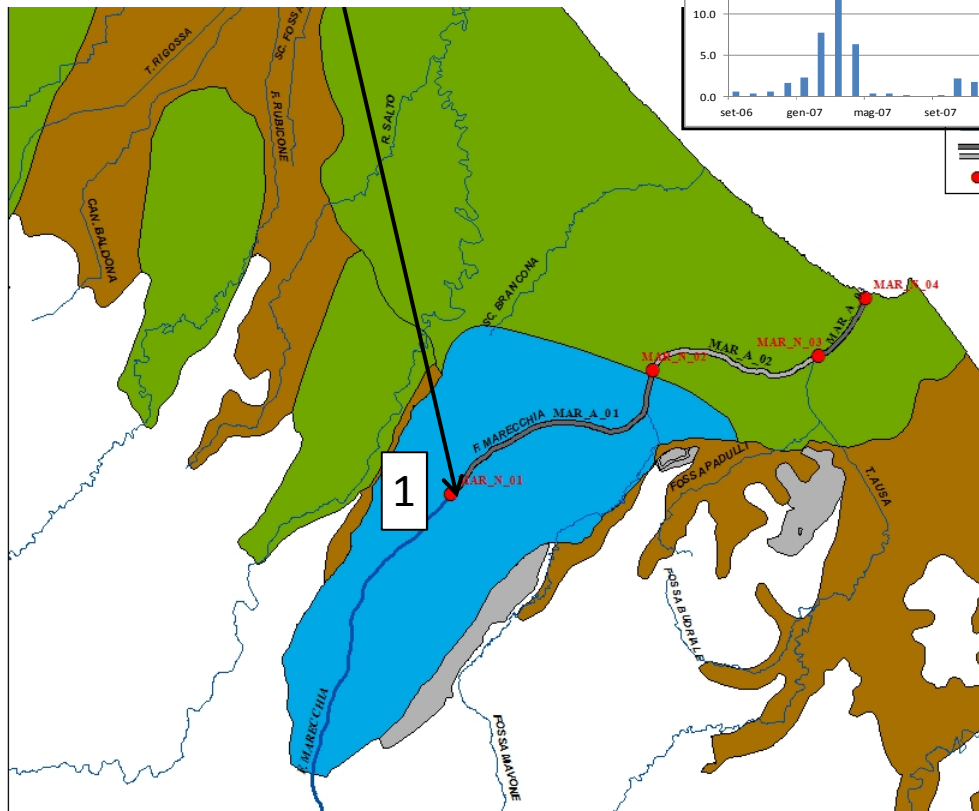 10.0
5.0
0.0
set-06
gen-07
mag-07
set-07
T. RIGOSSA
SC. FOSSA
F. RUBICONE
R. SALTO
CAN. BALDONA
SC. BRANCONA
MAR_N_04
MAR_A_
MAR_N_03
MAR_A_02
MAR_N_02
F. MARECCHIA
MAR_A_01
FOSSA PADULLI
T. AUSA
1
MAR_N_01
FOSSA BUDRIALE
F. MARECCHIA
FOSSA MAVONE